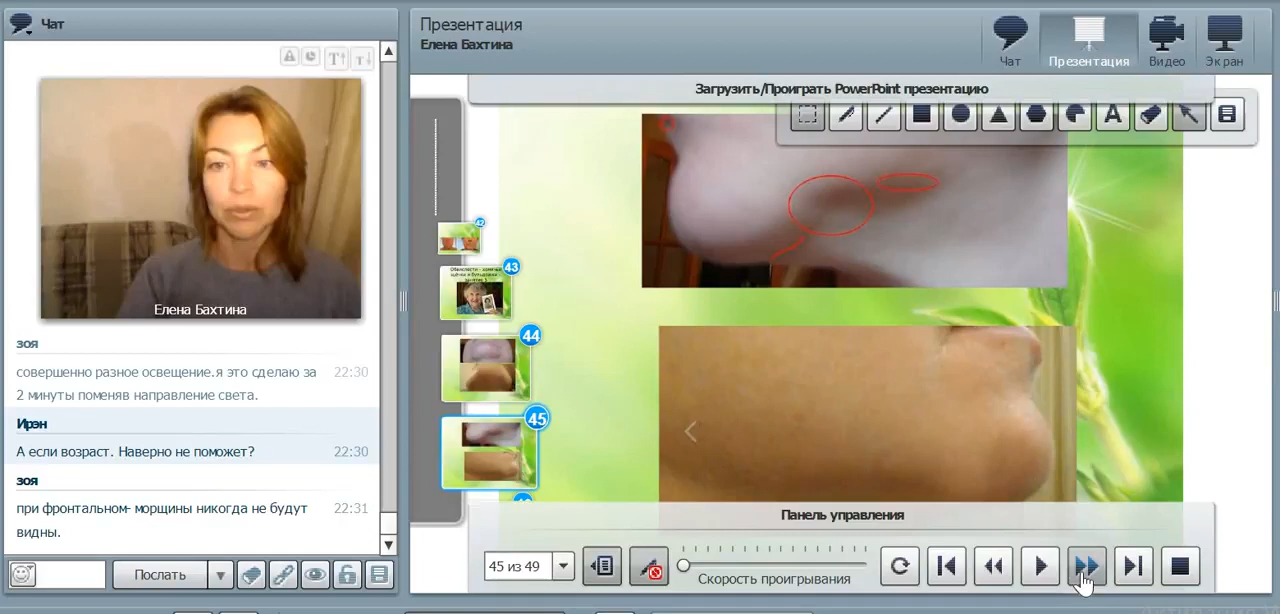 Чат
Елена Бахтина
зоя
совершенно разное освещение.я это сделаю за 22:30
2 минуты поменяв направление света.
Ирэн
А если возраст. Наверно не поможет? 22:30
зоя
при фронтальном- морщины никогда не будут 22:31
видны.
Послать
Презентация
Елена Бахтина
Чат
Презентация
Видео
Экран
Загрузить/Проиграть PowerPoint презентацию
A
42
43
44
45
Панель управления
45 из 49
Скорость проигрывания